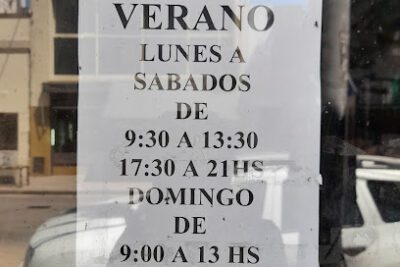 VERANO
LUNES A
SABADOS
DE
9:30 A 13:30
17:30 A 21HS
DOMINGO
DE
9:00 A 13 HS